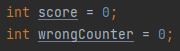 int score = 0;
int wrongCounter = 0;